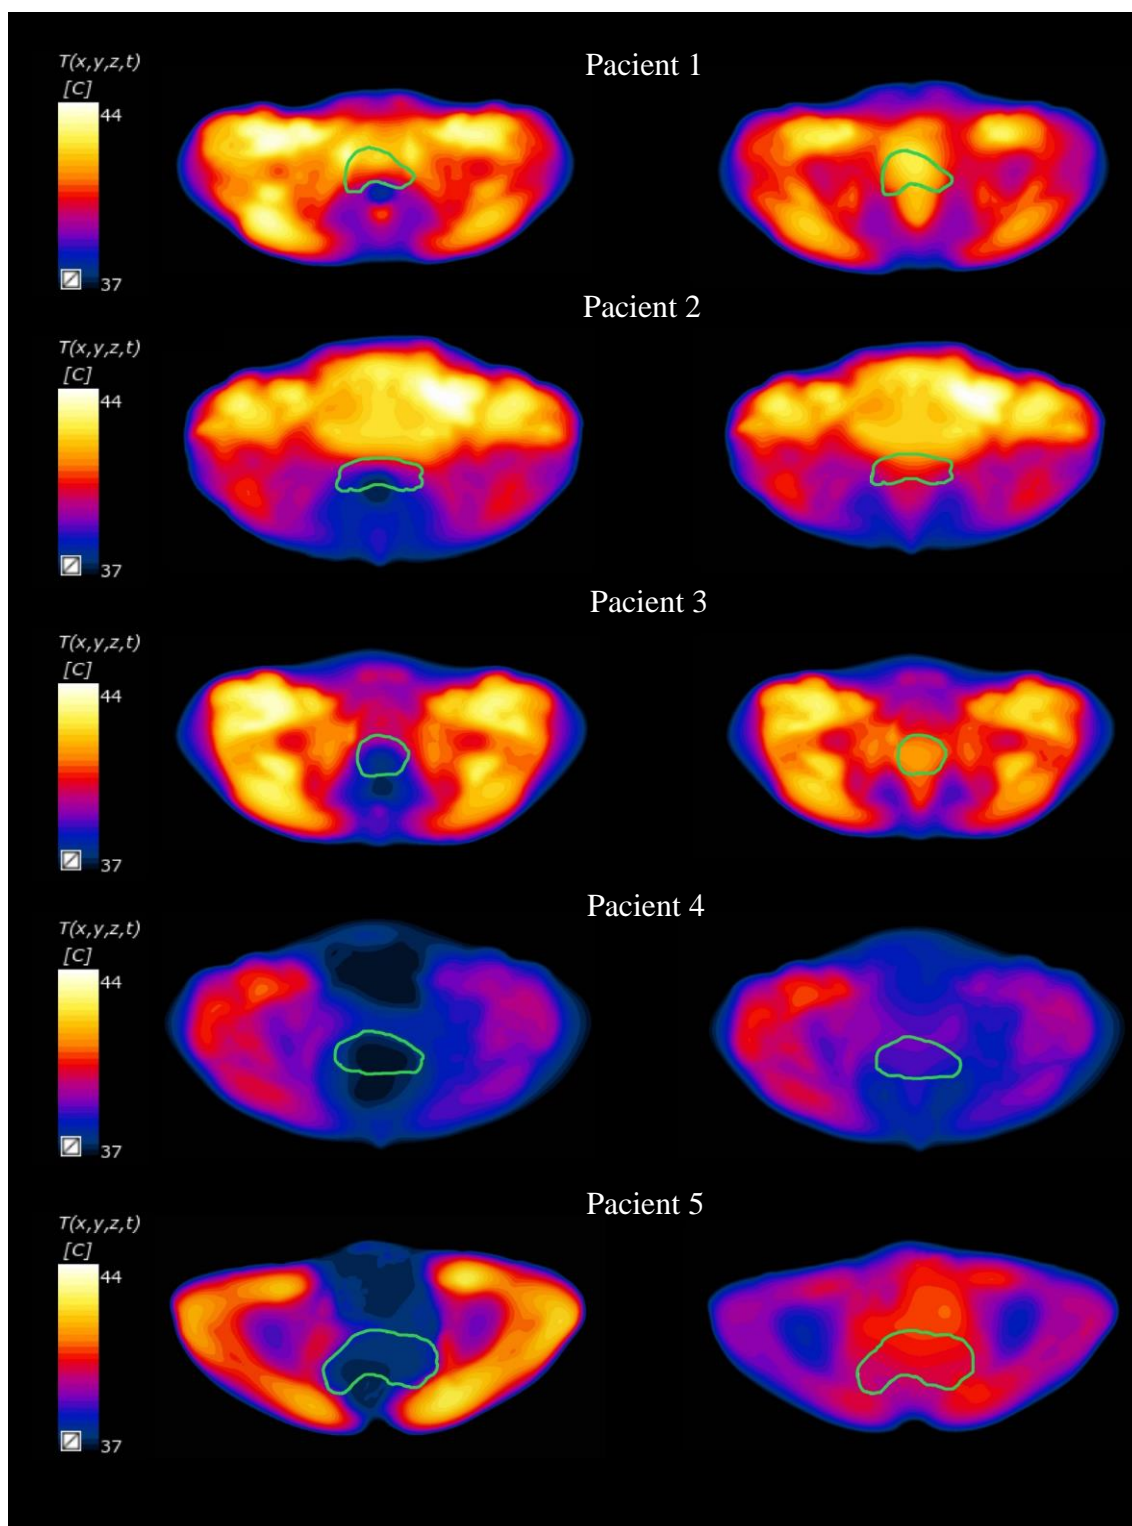 Pacient 1
T(x,y,z,t)
[C]
44
37
Pacient 2
T(x,y,z,t)
[C]
44
37
Pacient 3
T(x,y,z,t)
[C]
44
37
Pacient 4
T(x,y,z,t)
[C]
44
37
Pacient 5
T(x,y,z,t)
[C]
44
37